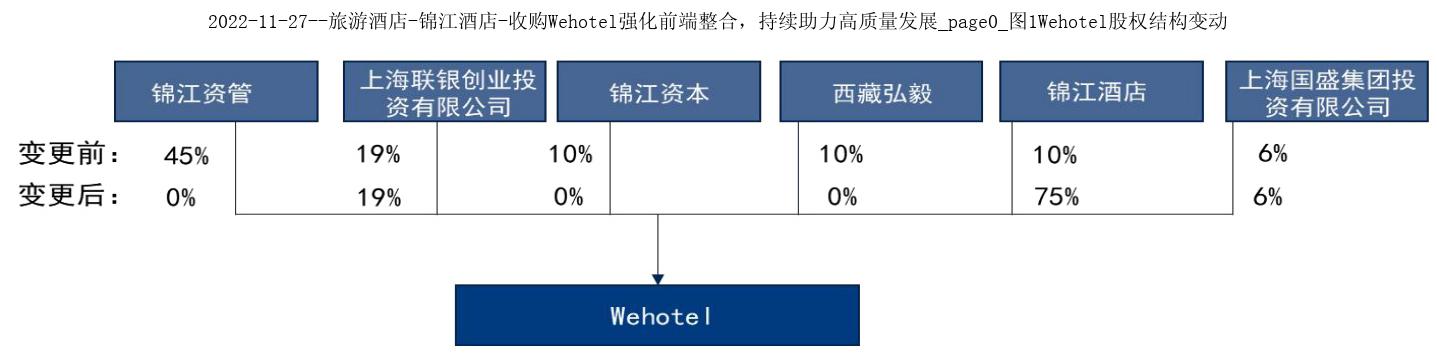 2022-11-27--旅游酒店-锦江酒店-收购Wehotel强化前端整合，持续助力高质量发展_page0_图1Wehotel股权结构变动
锦江资管
上海联银创业投
资有限公司
锦江资本
西藏弘毅
锦江酒店
上海国盛集团投
资有限公司
变更前： 45% 19% 10% 10% 10% 6%
变更后： 0% 19% 0% 0% 75% 6%
Wehotel